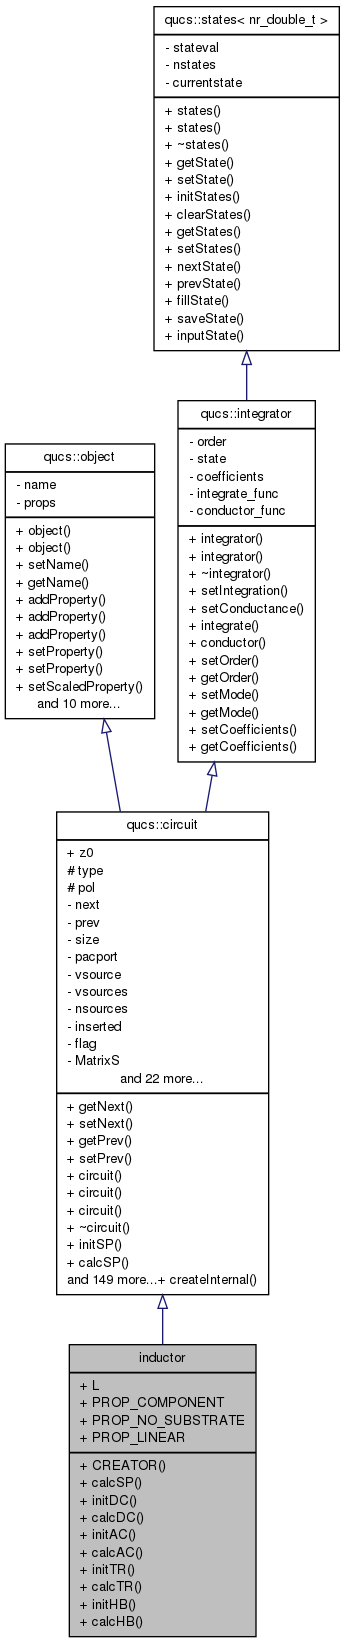 qucs::states< nr_double_t >
- stateval
- nstates
- currentstate
+ states()
+ states()
+ ~states()
+ getState()
+ setState()
+ initStates()
+ clearStates()
+ getStates()
+ setStates()
+ nextState()
+ prevState()
+ fillState()
+ saveState()
+ inputState()
qucs::integrator
- order
- state
- coefficients
- integrate_func
- conductor_func
+ integrator()
+ integrator()
+ ~integrator()
+ setIntegration()
+ setConductance()
+ integrate()
+ conductor()
+ setOrder()
+ getOrder()
+ setMode()
+ getMode()
+ setCoefficients()
+ getCoefficients()
qucs::object
- name
- props
+ object()
+ object()
+ setName()
+ getName()
+ addProperty()
+ addProperty()
+ addProperty()
+ setProperty()
+ setProperty()
+ setScaledProperty()
and 10 more...
qucs::circuit
+ z0
# type
# pol
- next
- prev
- size
- pacport
- vsource
- vsources
- nsources
- inserted
- flag
- MatrixS
and 22 more...
+ getNext()
+ setNext()
+ getPrev()
+ setPrev()
+ circuit()
+ circuit()
+ circuit()
+ ~circuit()
+ initSP()
+ calcSP()
and 149 more...+ createInternal()
inductor
+ L
+ PROP_COMPONENT
+ PROP_NO_SUBSTRATE
+ PROP_LINEAR
+ CREATOR()
+ calcSP()
+ initDC()
+ calcDC()
+ initAC()
+ calcAC()
+ initTR()
+ calcTR()
+ initHB()
+ calcHB()